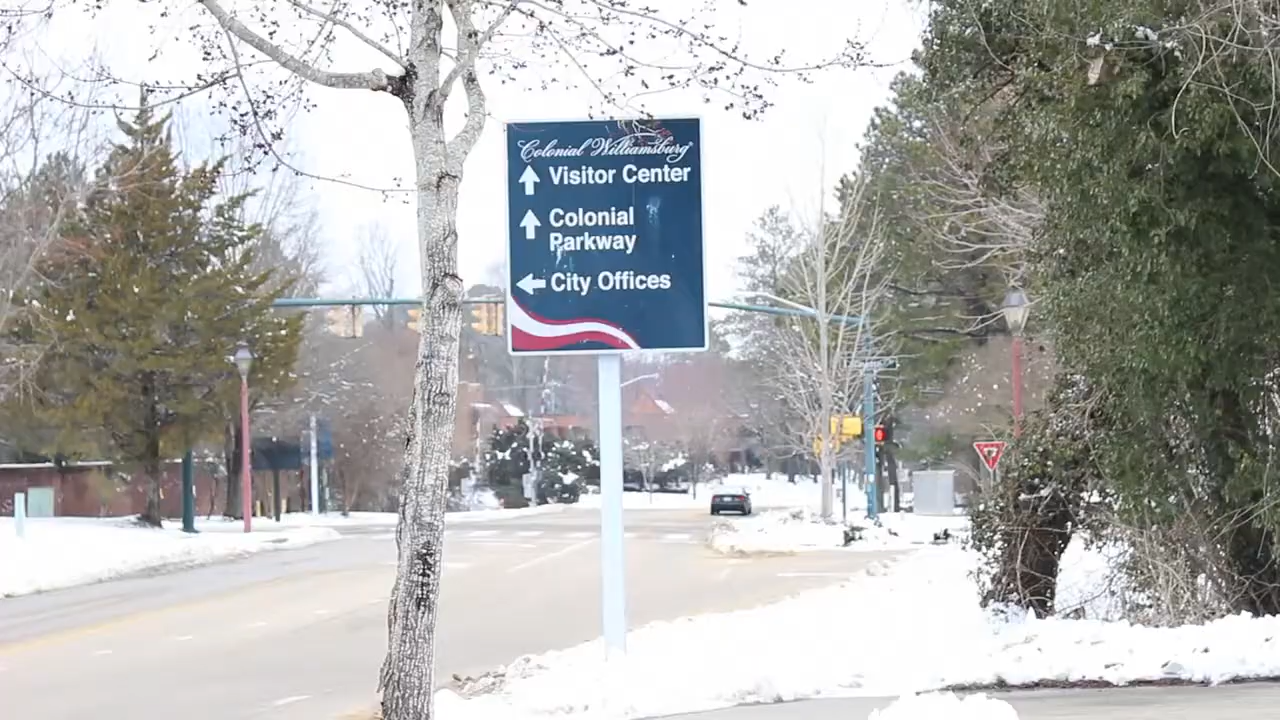 Colonial Williamsburg®
Visitor Center
Colonial
Parkway
City Offices